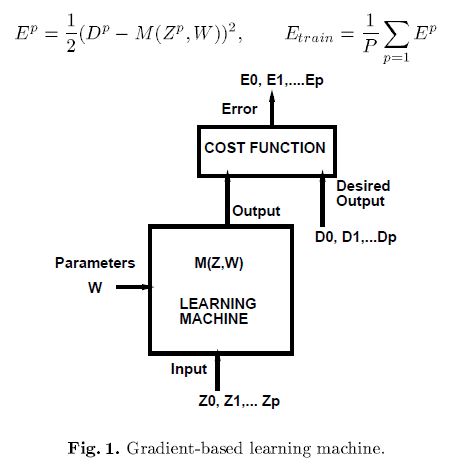 E^p = \frac{1}{2}(D^p − M(Z^p, W))^2,    E_{train} = \frac{1}{P} \sum_{p=1} E^p
E0, E1,....Ep
Error
COST FUNCTION
Desired
Output
Output
D0, D1,...Dp
Parameters
W
M(Z,W)
LEARNING
MACHINE
Input
Z0, Z1,... Zp
Fig. 1. Gradient-based learning machine.